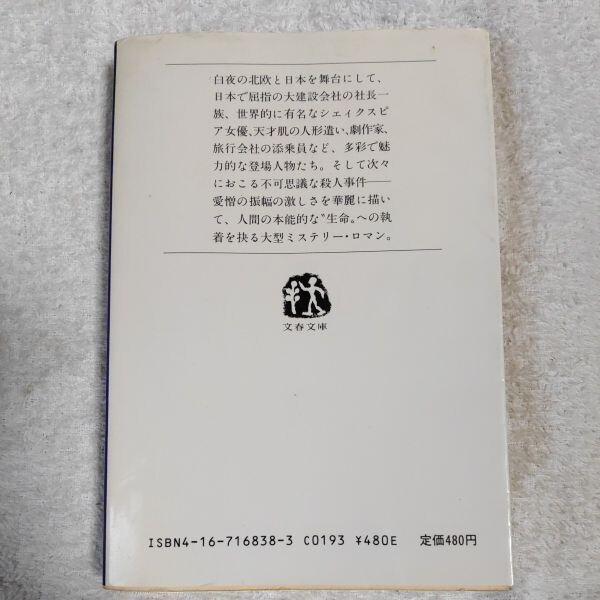 白夜の北欧と日本を舞台にして、
日本で屈指の大建設会社の社長一
族、世界的に有名なシェイクスピ
ア女優、天才肌の人形遣い、劇作家、
旅行会社の添乗員など、多彩で魅
力的な登場人物たち。そして次々
におこる不可思議な殺人事件――
愛憎の振幅の激しさを華麗に描い
て、人間の本能的な〝生命〟への執
着を抉る大型ミステリー・ロマン。
文春文庫
ISBN4-16-716838-3 C0193 ¥480E 定価480円